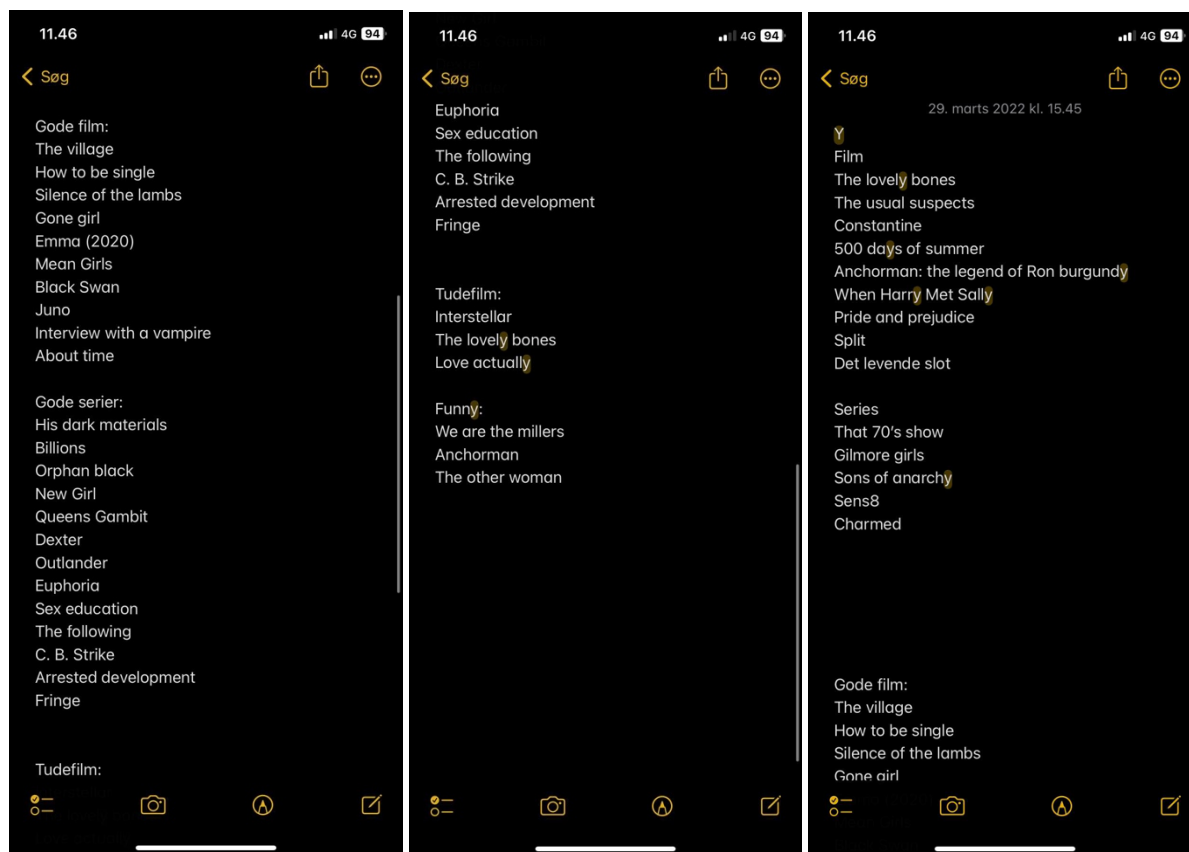 11.46
4G 94
Søg
Gode film:
The village
How to be single
Silence of the lambs
Gone girl
Emma (2020)
Mean Girls
Black Swan
Juno
Interview with a vampire
About time
Gode serier:
His dark materials
Billions
Orphan black
New Girl
Queens Gambit
Dexter
Outlander
Euphoria
Sex education
The following
C. B. Strike
Arrested development
Fringe
Tudefilm:
11.46
4G 94
Søg
Euphoria
Sex education
The following
C. B. Strike
Arrested development
Fringe
Tudefilm:
Interstellar
The lovely bones
Love actually
Funny:
We are the millers
Anchorman
The other woman
11.46
4G 94
Søg
29. marts 2022 kl. 15.45
Y
Film
The lovely bones
The usual suspects
Constantine
500 days of summer
Anchorman: the legend of Ron burgundy
When Harry Met Sally
Pride and prejudice
Split
Det levende slot
Series
That 70's show
Gilmore girls
Sons of anarchy
Sens8
Charmed
Gode film:
The village
How to be single
Silence of the lambs
Gone girl